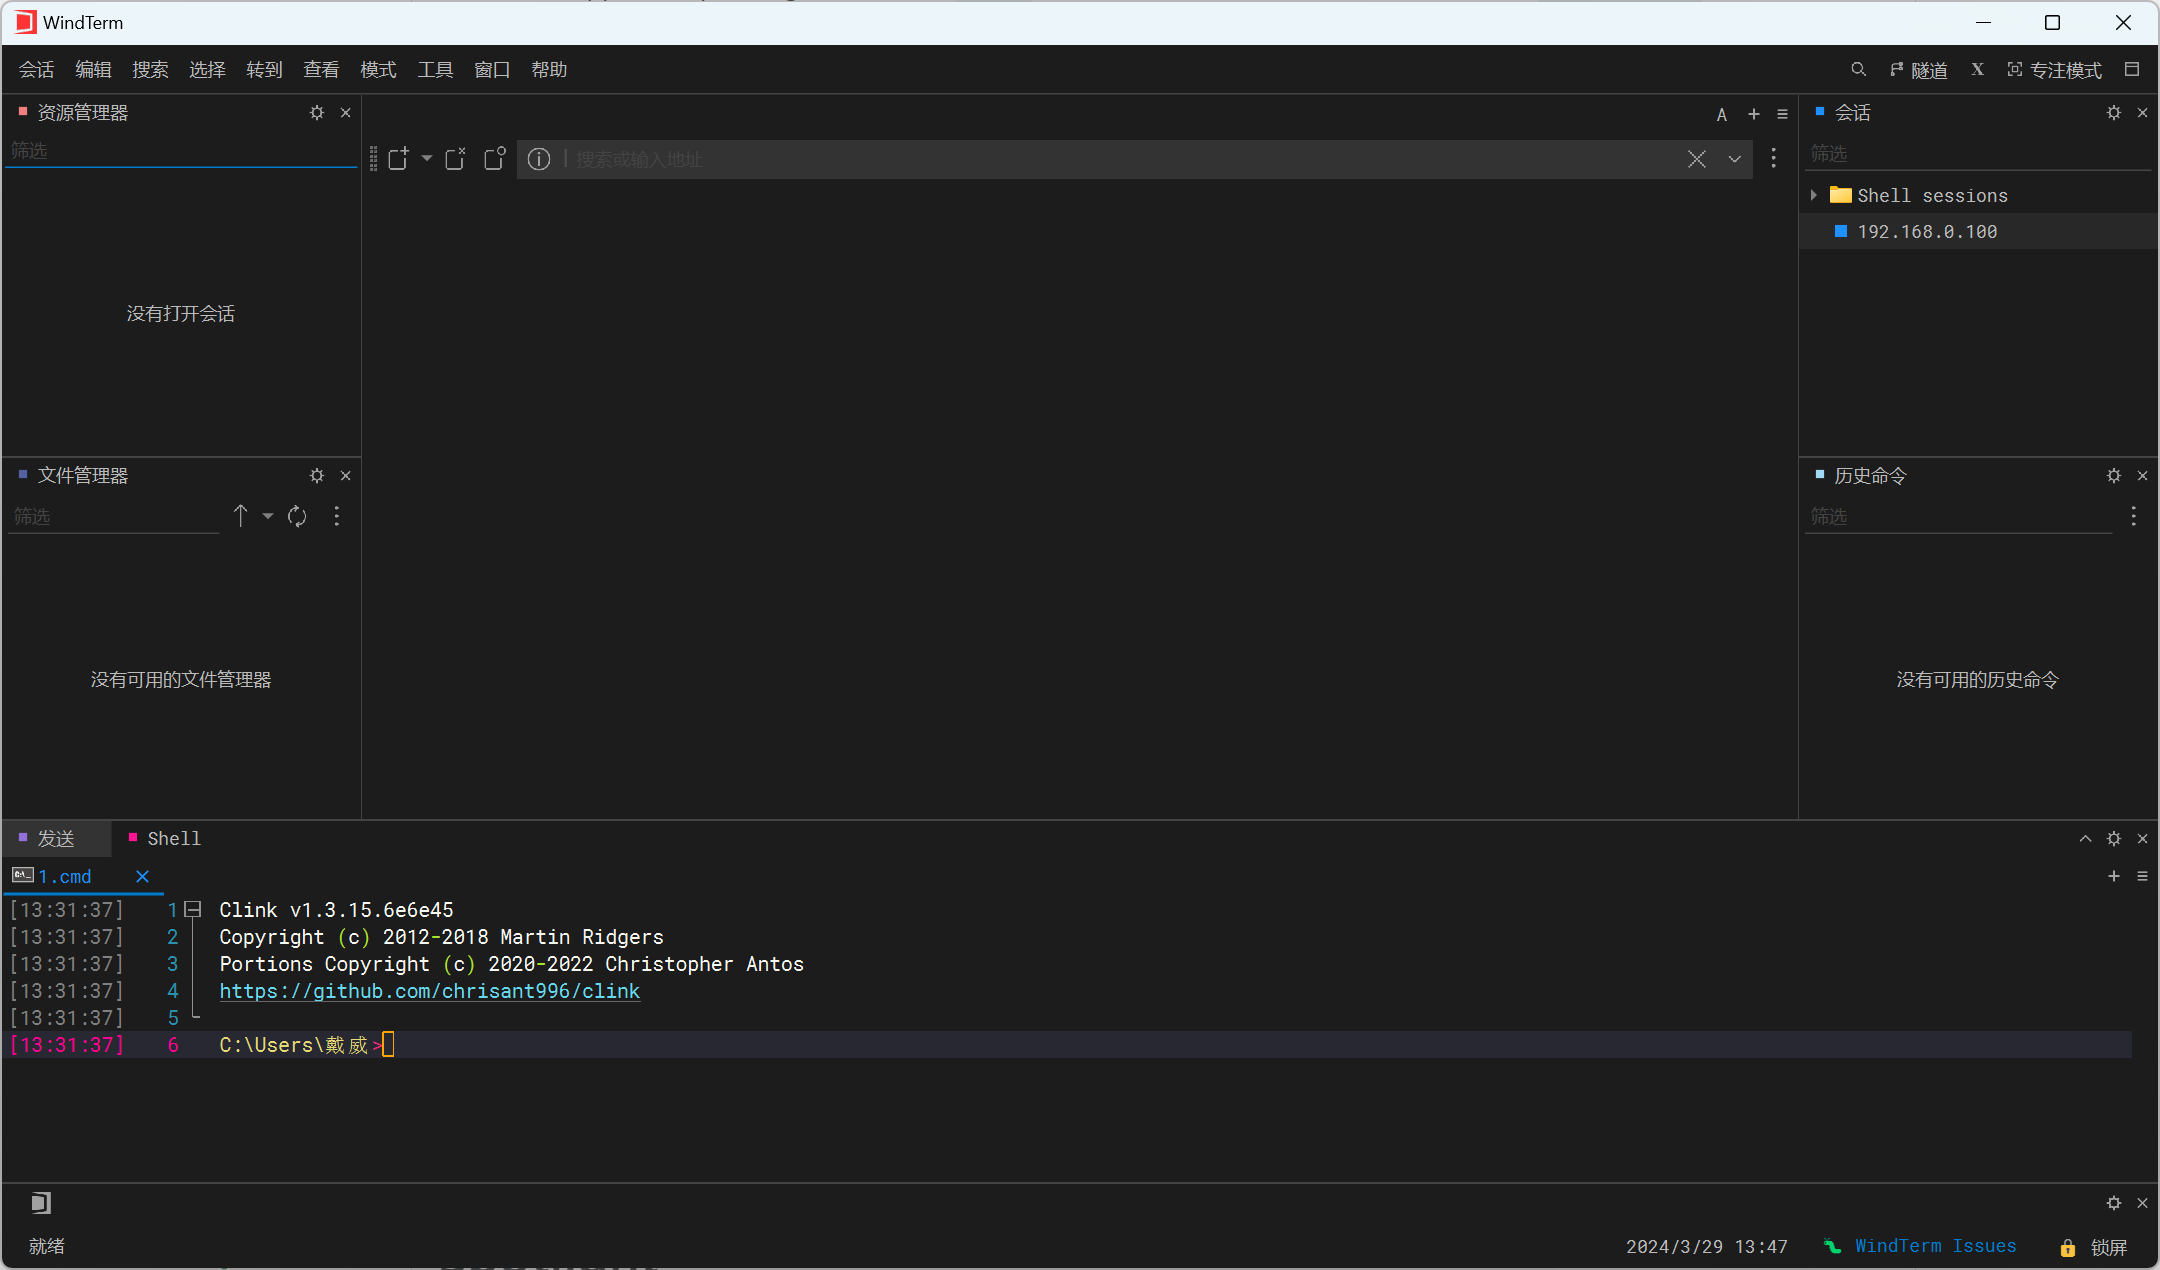 WindTerm
会话 编辑 搜索 选择 转到 查看 模式 工具 窗口 帮助
隧道 X 专注模式
资源管理器
筛选
没有打开会话
文件管理器
筛选
没有可用的文件管理器
A
搜索或输入地址
会话
筛选
Shell sessions
192.168.0.100
历史命令
筛选
没有可用的历史命令
发送 Shell
1.cmd
[13:31:37] 1 Clink v1.3.15.6e6e45
[13:31:37] 2 Copyright (c) 2012-2018 Martin Ridgers
[13:31:37] 3 Portions Copyright (c) 2020-2022 Christopher Antos
[13:31:37] 4 https://github.com/chrisant996/clink
[13:31:37] 5
[13:31:37] 6 C:\Users\戴威>
就绪
2024/3/29 13:47 WindTerm Issues 锁屏